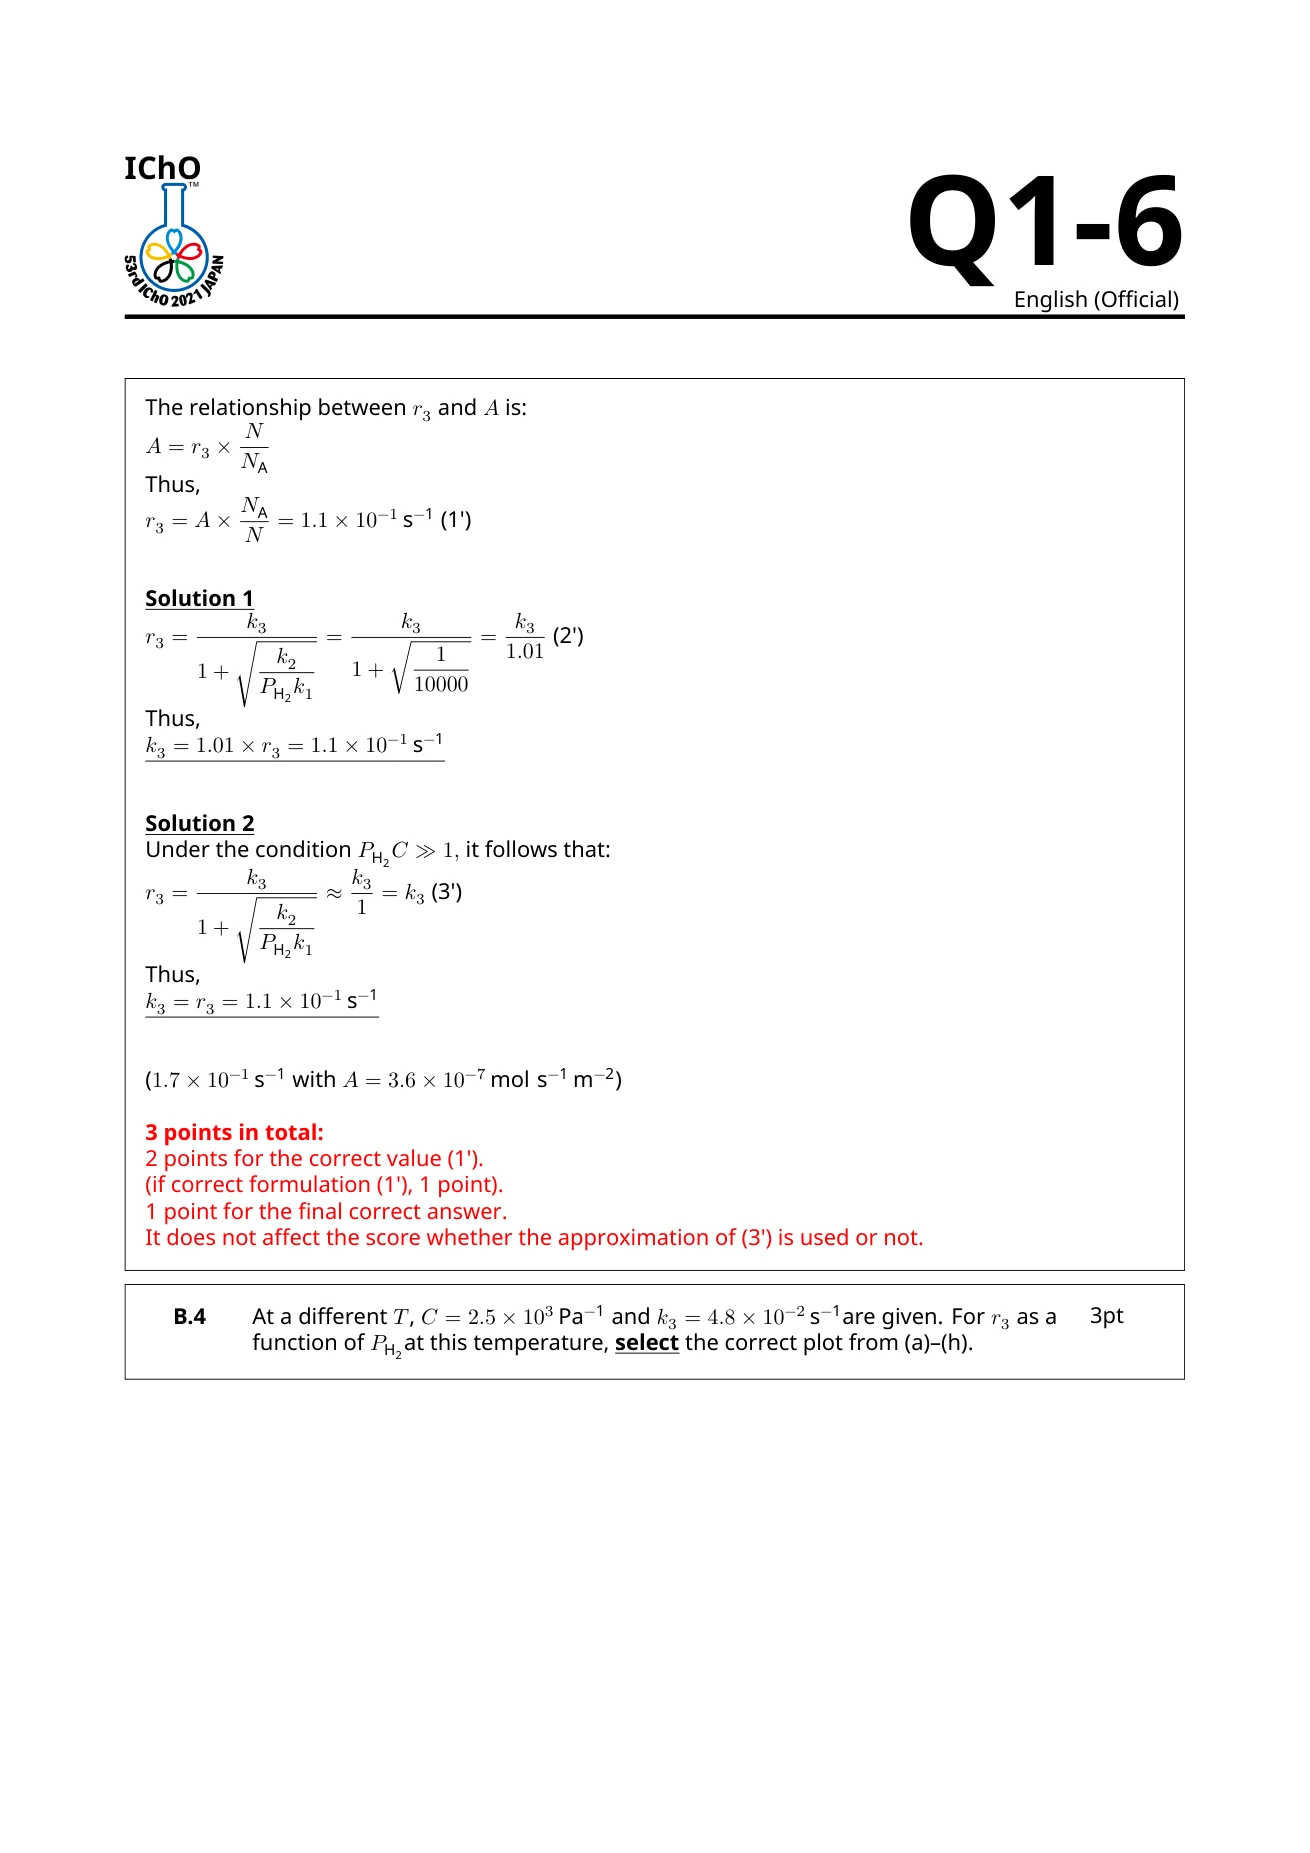 IChO
TM
53rd IChO 2021 JAPAN
Q1-6
English (Official)
The relationship between r₃ and A is:
A = r₃ × N/N_A
Thus,
r₃ = A × N_A/N = 1.1 × 10⁻¹ s⁻¹ (1')
Solution 1
r₃ = k₃/(1 + √(k₂/(P_H₂ k₁))) = k₃/(1 + √(1/10000)) = k₃/1.01 (2')
Thus,
k₃ = 1.01 × r₃ = 1.1 × 10⁻¹ s⁻¹
Solution 2
Under the condition P_H₂ C ≫ 1, it follows that:
r₃ = k₃/(1 + √(k₂/(P_H₂ k₁))) ≈ k₃/1 = k₃ (3')
Thus,
k₃ = r₃ = 1.1 × 10⁻¹ s⁻¹
(1.7 × 10⁻¹ s⁻¹ with A = 3.6 × 10⁻⁷ mol s⁻¹ m⁻²)
3 points in total:
2 points for the correct value (1').
(if correct formulation (1'), 1 point).
1 point for the final correct answer.
It does not affect the score whether the approximation of (3') is used or not.
B.4 At a different T, C = 2.5 × 10³ Pa⁻¹ and k₃ = 4.8 × 10⁻² s⁻¹are given. For r₃ as a 3pt
function of P_H₂ at this temperature, select the correct plot from (a)–(h).